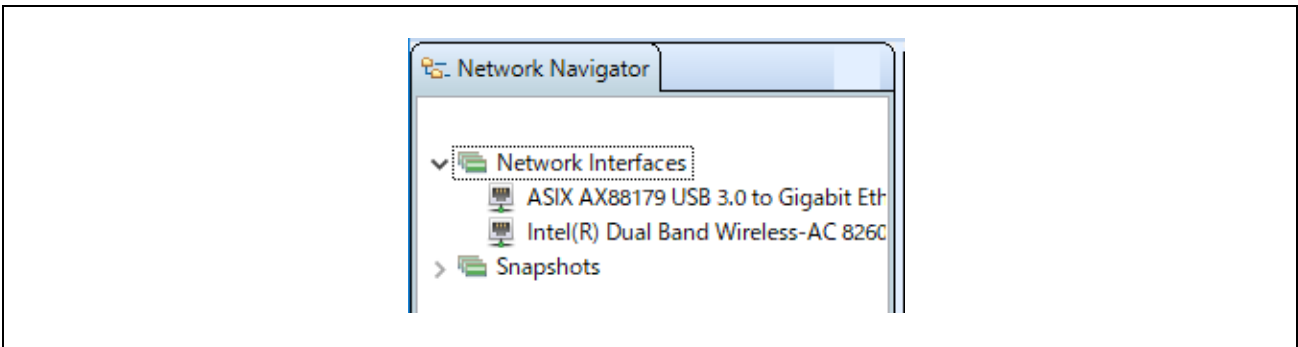 Network Navigator
Network Interfaces
ASIX AX88179 USB 3.0 to Gigabit Eth
Intel(R) Dual Band Wireless-AC 8260
Snapshots